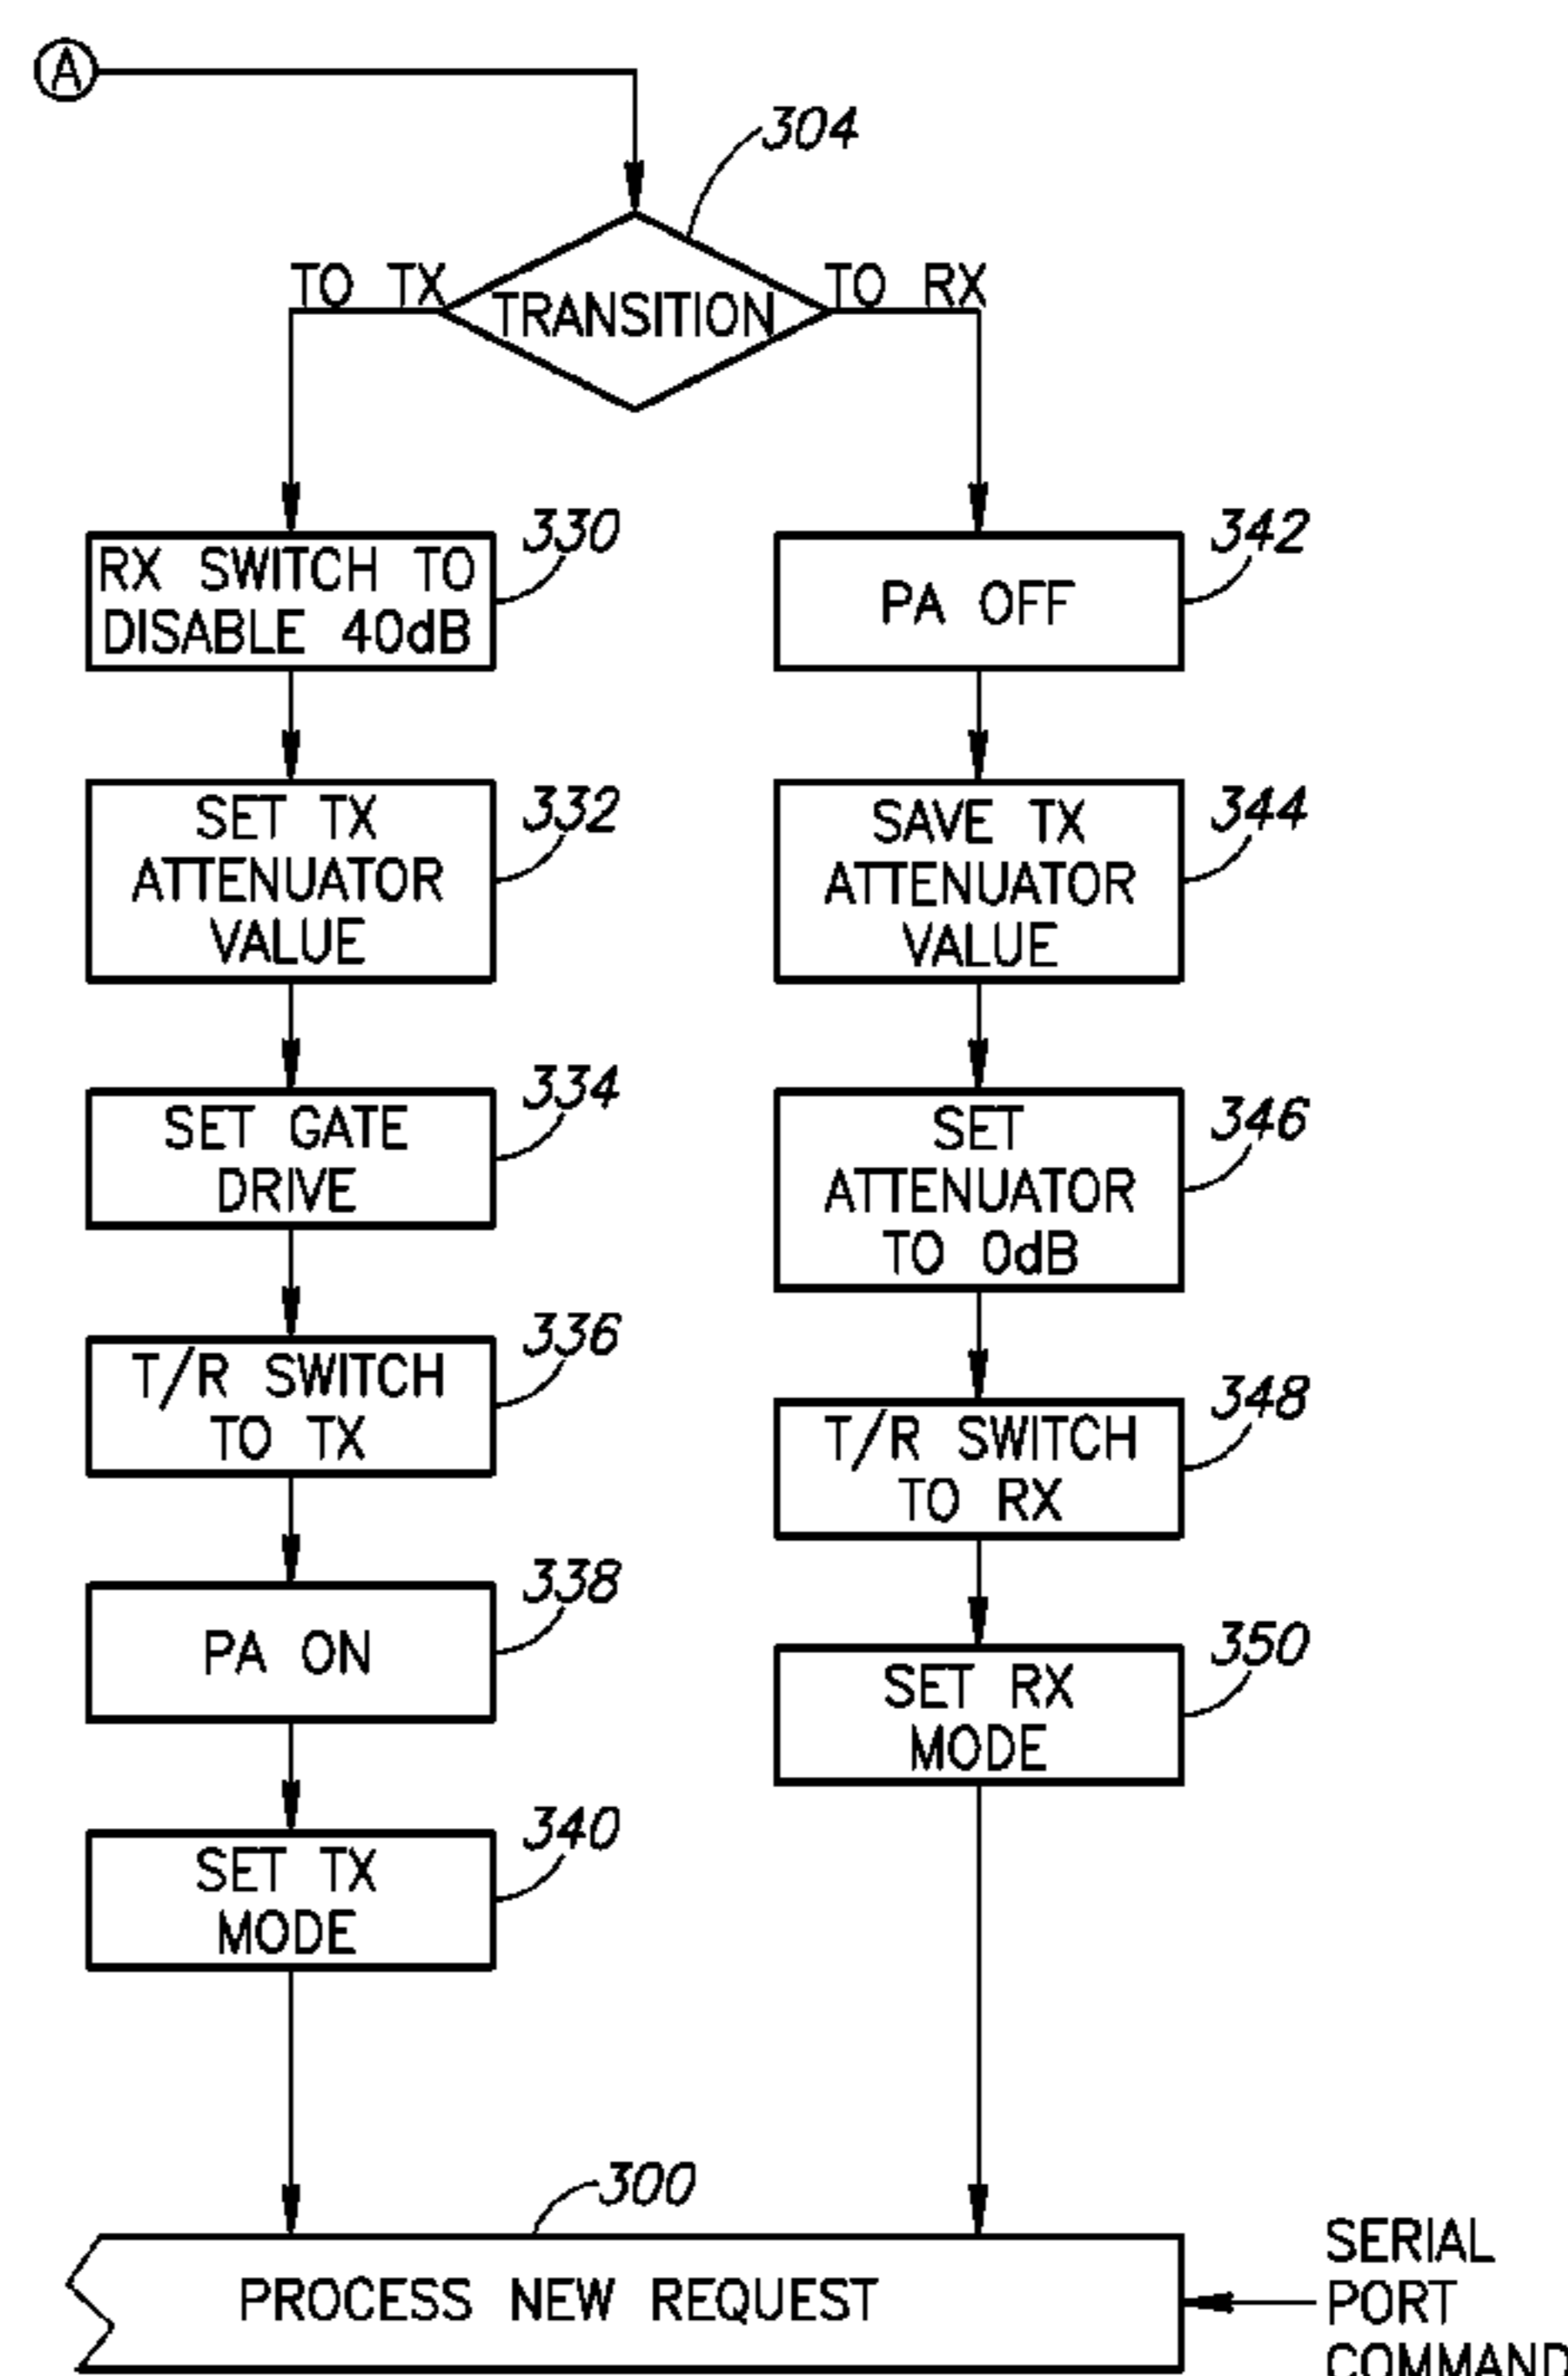 A
304
TO TX
TRANSITION
TO RX
330
RX SWITCH TO
DISABLE 40dB
332
SET TX
ATTENUATOR
VALUE
334
SET GATE
DRIVE
336
T/R SWITCH
TO TX
338
PA ON
340
SET TX
MODE
342
PA OFF
344
SAVE TX
ATTENUATOR
VALUE
346
SET
ATTENUATOR
TO 0dB
348
T/R SWITCH
TO RX
350
SET RX
MODE
300
PROCESS NEW REQUEST
SERIAL
PORT
COMMAND